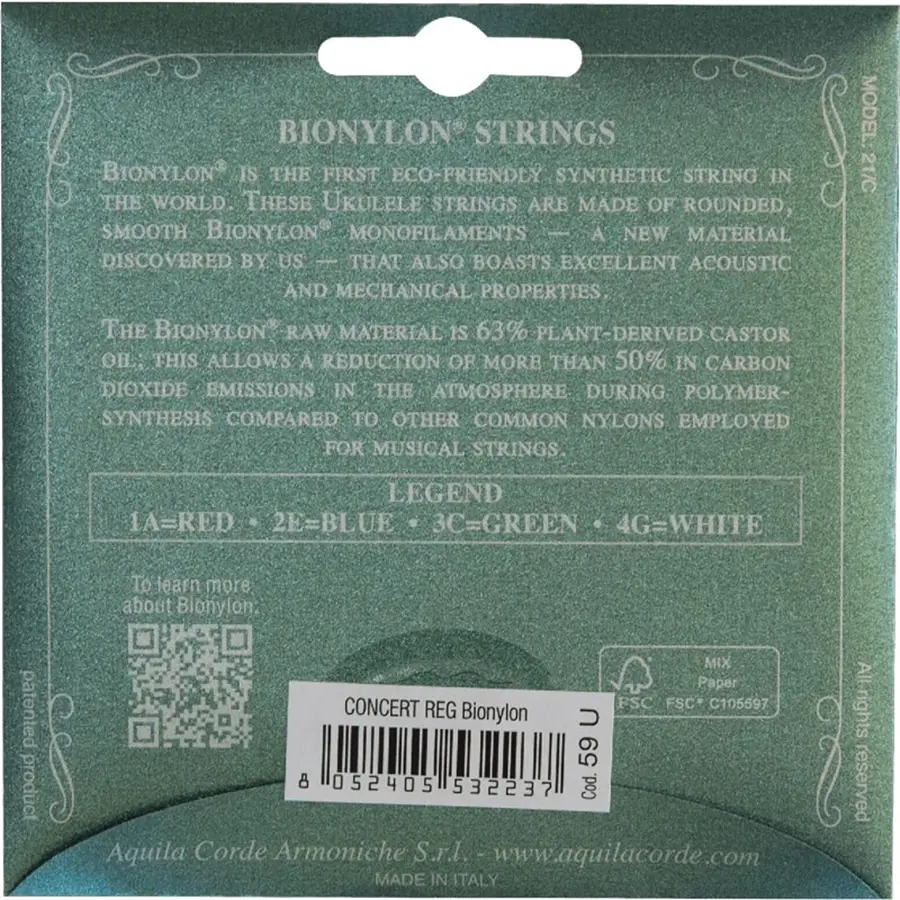 BIONYLON® STRINGS
BIONYLON® IS THE FIRST ECO-FRIENDLY SYNTHETIC STRING IN
THE WORLD. THESE UKULELE STRINGS ARE MADE OF ROUNDED,
SMOOTH BIONYLON® MONOFILAMENTS — A NEW MATERIAL
DISCOVERED BY US — THAT ALSO BOASTS EXCELLENT ACOUSTIC
AND MECHANICAL PROPERTIES.
THE BIONYLON® RAW MATERIAL IS 63% PLANT-DERIVED CASTOR
OIL; THIS ALLOWS A REDUCTION OF MORE THAN 50% IN CARBON
DIOXIDE EMISSIONS IN THE ATMOSPHERE DURING POLYMER-
SYNTHESIS COMPARED TO OTHER COMMON NYLONS EMPLOYED
FOR MUSICAL STRINGS.
LEGEND
1A=RED • 2E=BLUE • 3C=GREEN • 4G=WHITE
To learn more
about Bionylon:
MIX
Paper
FSC
FSC® C105697
CONCERT REG Bionylon
8 052405 532237
Cod. 59 U
Aquila Corde Armoniche S.r.l. - www.aquilacorde.com
MADE IN ITALY
patented product
All rights reserved